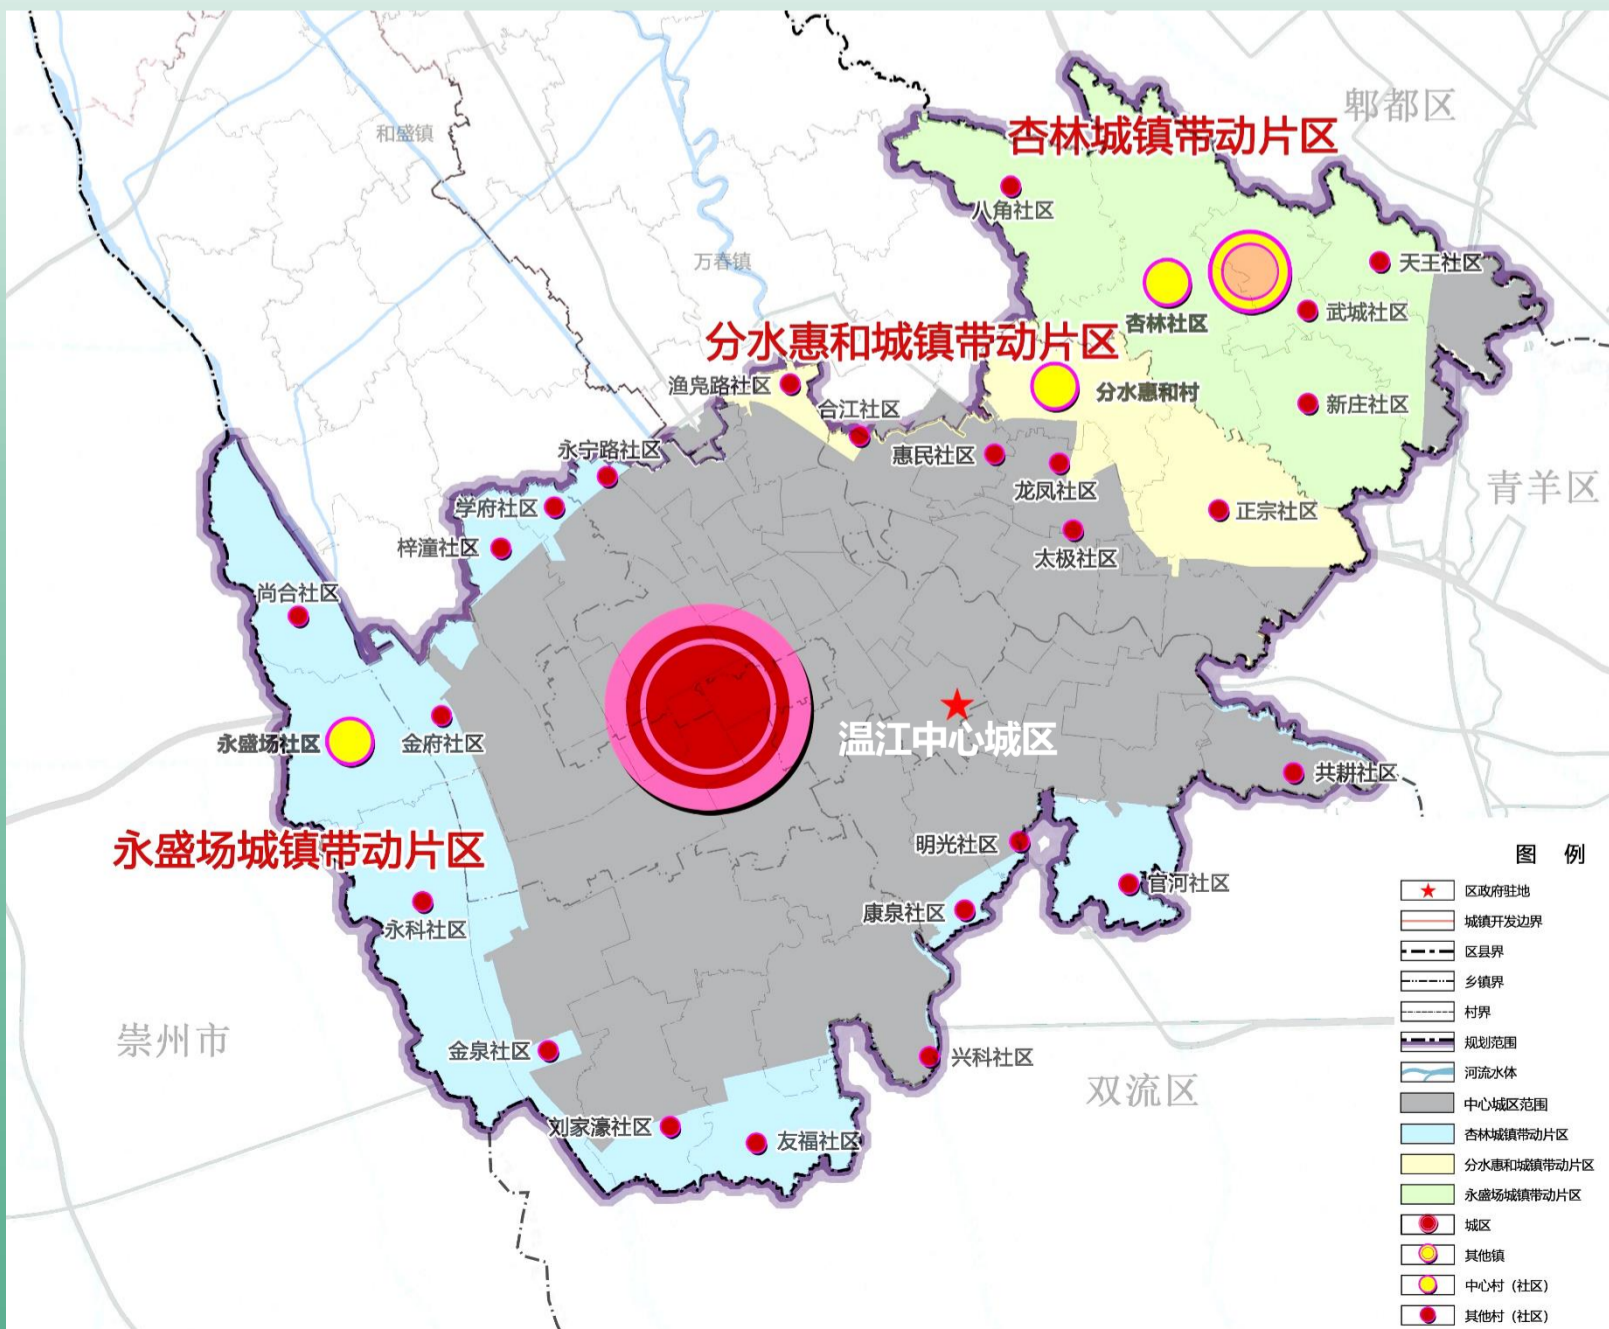 郫都区
杏林城镇带动片区
和盛镇
八角社区
万春镇
天王社区
武城社区
杏林社区
分水惠和城镇带动片区
渔凫路社区
分水惠和村
合江社区
新庄社区
永宁路社区
惠民社区
龙凤社区
青羊区
学府社区
正宗社区
梓潼社区
太极社区
尚合社区
永盛场社区
金府社区
温江中心城区
共耕社区
永盛场城镇带动片区
明光社区
官河社区
康泉社区
永科社区
崇州市
金泉社区
兴科社区
双流区
刘家濠社区
友福社区
图 例
区政府驻地
城镇开发边界
区县界
乡镇界
村界
规划范围
河流水体
中心城区范围
杏林城镇带动片区
分水惠和城镇带动片区
永盛场城镇带动片区
城区
其他镇
中心村（社区）
其他村（社区）